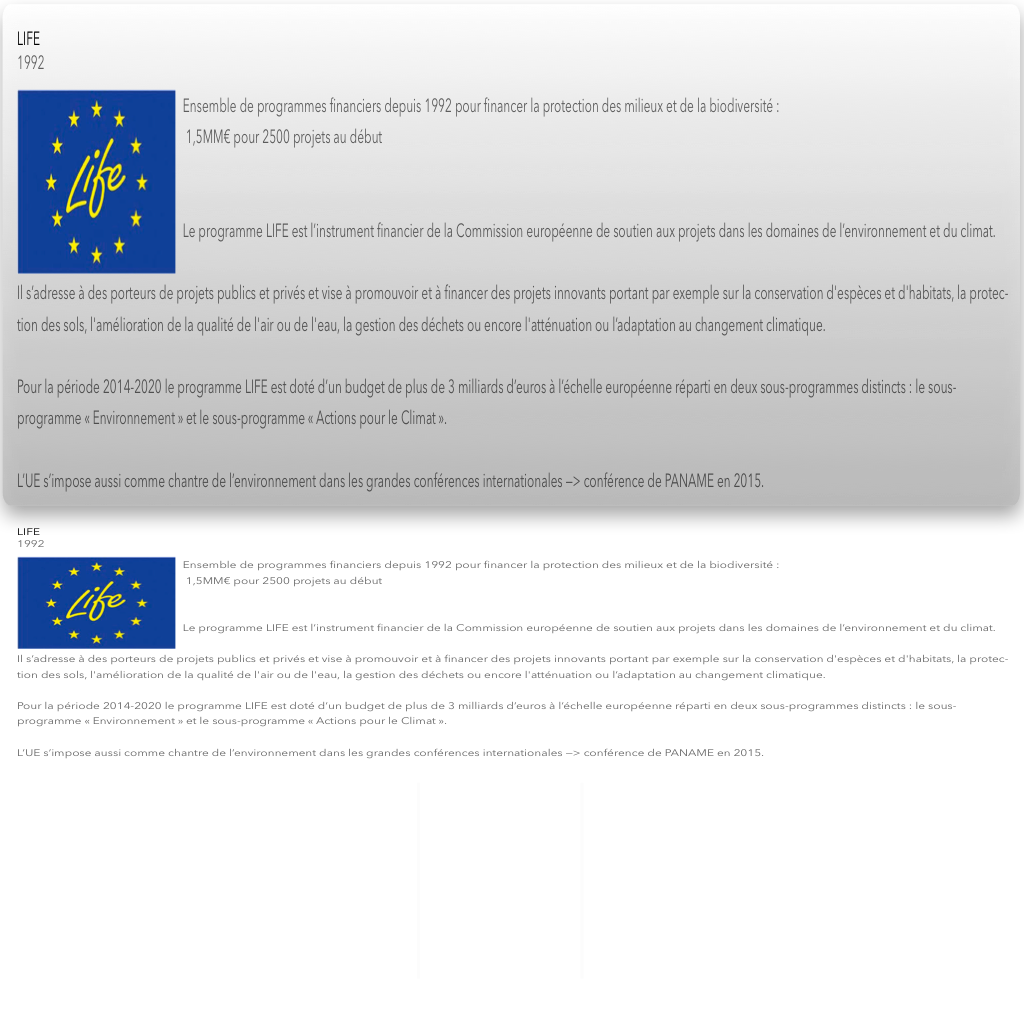 LIFE
1992
Life
Ensemble de programmes financiers depuis 1992 pour financer la protection des milieux et de la biodiversité :
1,5MM€ pour 2500 projets au début
Le programme LIFE est l’instrument financier de la Commission européenne de soutien aux projets dans les domaines de l’environnement et du climat.
Il s’adresse à des porteurs de projets publics et privés et vise à promouvoir et à financer des projets innovants portant par exemple sur la conservation d'espèces et d'habitats, la protec-
tion des sols, l'amélioration de la qualité de l'air ou de l'eau, la gestion des déchets ou encore l'atténuation ou l’adaptation au changement climatique.
Pour la période 2014-2020 le programme LIFE est doté d’un budget de plus de 3 milliards d’euros à l’échelle européenne réparti en deux sous-programmes distincts : le sous-
programme « Environnement » et le sous-programme « Actions pour le Climat ».
L’UE s’impose aussi comme chantre de l’environnement dans les grandes conférences internationales —> conférence de PANAME en 2015.
LIFE
1992
Life
Ensemble de programmes financiers depuis 1992 pour financer la protection des milieux et de la biodiversité :
1,5MM€ pour 2500 projets au début
Le programme LIFE est l’instrument financier de la Commission européenne de soutien aux projets dans les domaines de l’environnement et du climat.
Il s’adresse à des porteurs de projets publics et privés et vise à promouvoir et à financer des projets innovants portant par exemple sur la conservation d'espèces et d'habitats, la protec-
tion des sols, l'amélioration de la qualité de l'air ou de l'eau, la gestion des déchets ou encore l'atténuation ou l’adaptation au changement climatique.
Pour la période 2014-2020 le programme LIFE est doté d’un budget de plus de 3 milliards d’euros à l’échelle européenne réparti en deux sous-programmes distincts : le sous-
programme « Environnement » et le sous-programme « Actions pour le Climat ».
L’UE s’impose aussi comme chantre de l’environnement dans les grandes conférences internationales —> conférence de PANAME en 2015.